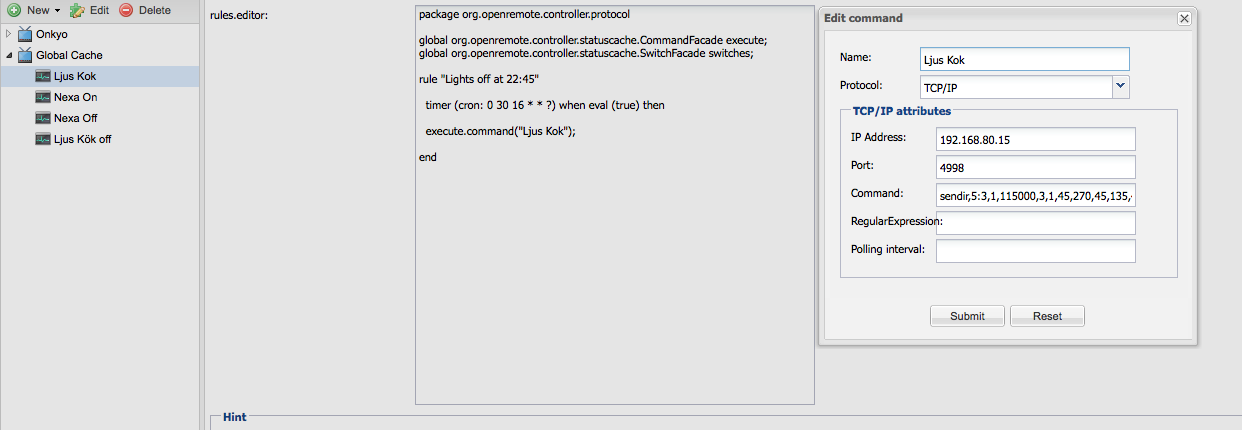 New Edit Delete
Onkyo
Global Cache
Ljus Kok
Nexa On
Nexa Off
Ljus Kök off
rules.editor:
package org.openremote.controller.protocol
global org.openremote.controller.statuscache.CommandFacade execute;
global org.openremote.controller.statuscache.SwitchFacade switches;
rule "Lights off at 22:45"
timer (cron: 0 30 16 * * ?) when eval (true) then
execute.command("Ljus Kok");
end
Hint
Edit command
Name: Ljus Kok
Protocol: TCP/IP
TCP/IP attributes
IP Address: 192.168.80.15
Port: 4998
Command: sendir,5:3,1,115000,3,1,45,270,45,135,
RegularExpression:
Polling interval:
Submit Reset